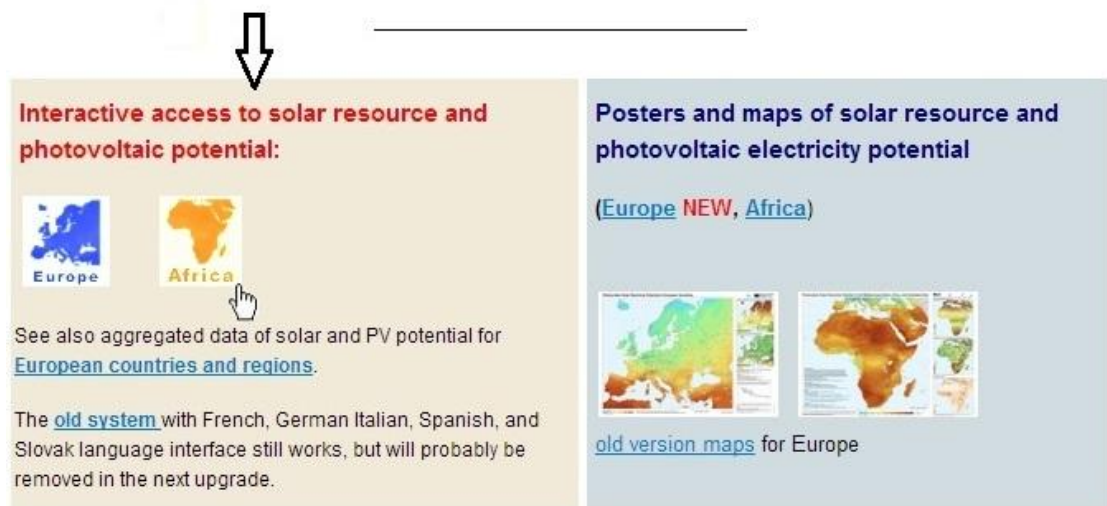 Interactive access to solar resource and
photovoltaic potential:
Europe
Africa
See also aggregated data of solar and PV potential for
European countries and regions.
The old system with French, German Italian, Spanish, and
Slovak language interface still works, but will probably be
removed in the next upgrade.
Posters and maps of solar resource and
photovoltaic electricity potential
(Europe NEW, Africa)
old version maps for Europe